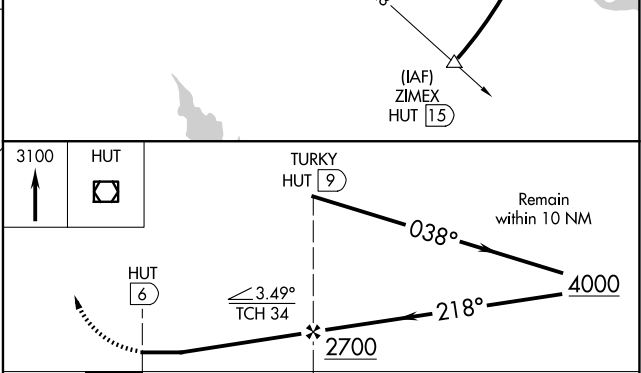 (IAF)
ZIMEX
HUT 15
3100
HUT
TURKY
HUT 9
Remain
within 10 NM
038°
4000
HUT
6
3.49°
TCH 34
218°
2700